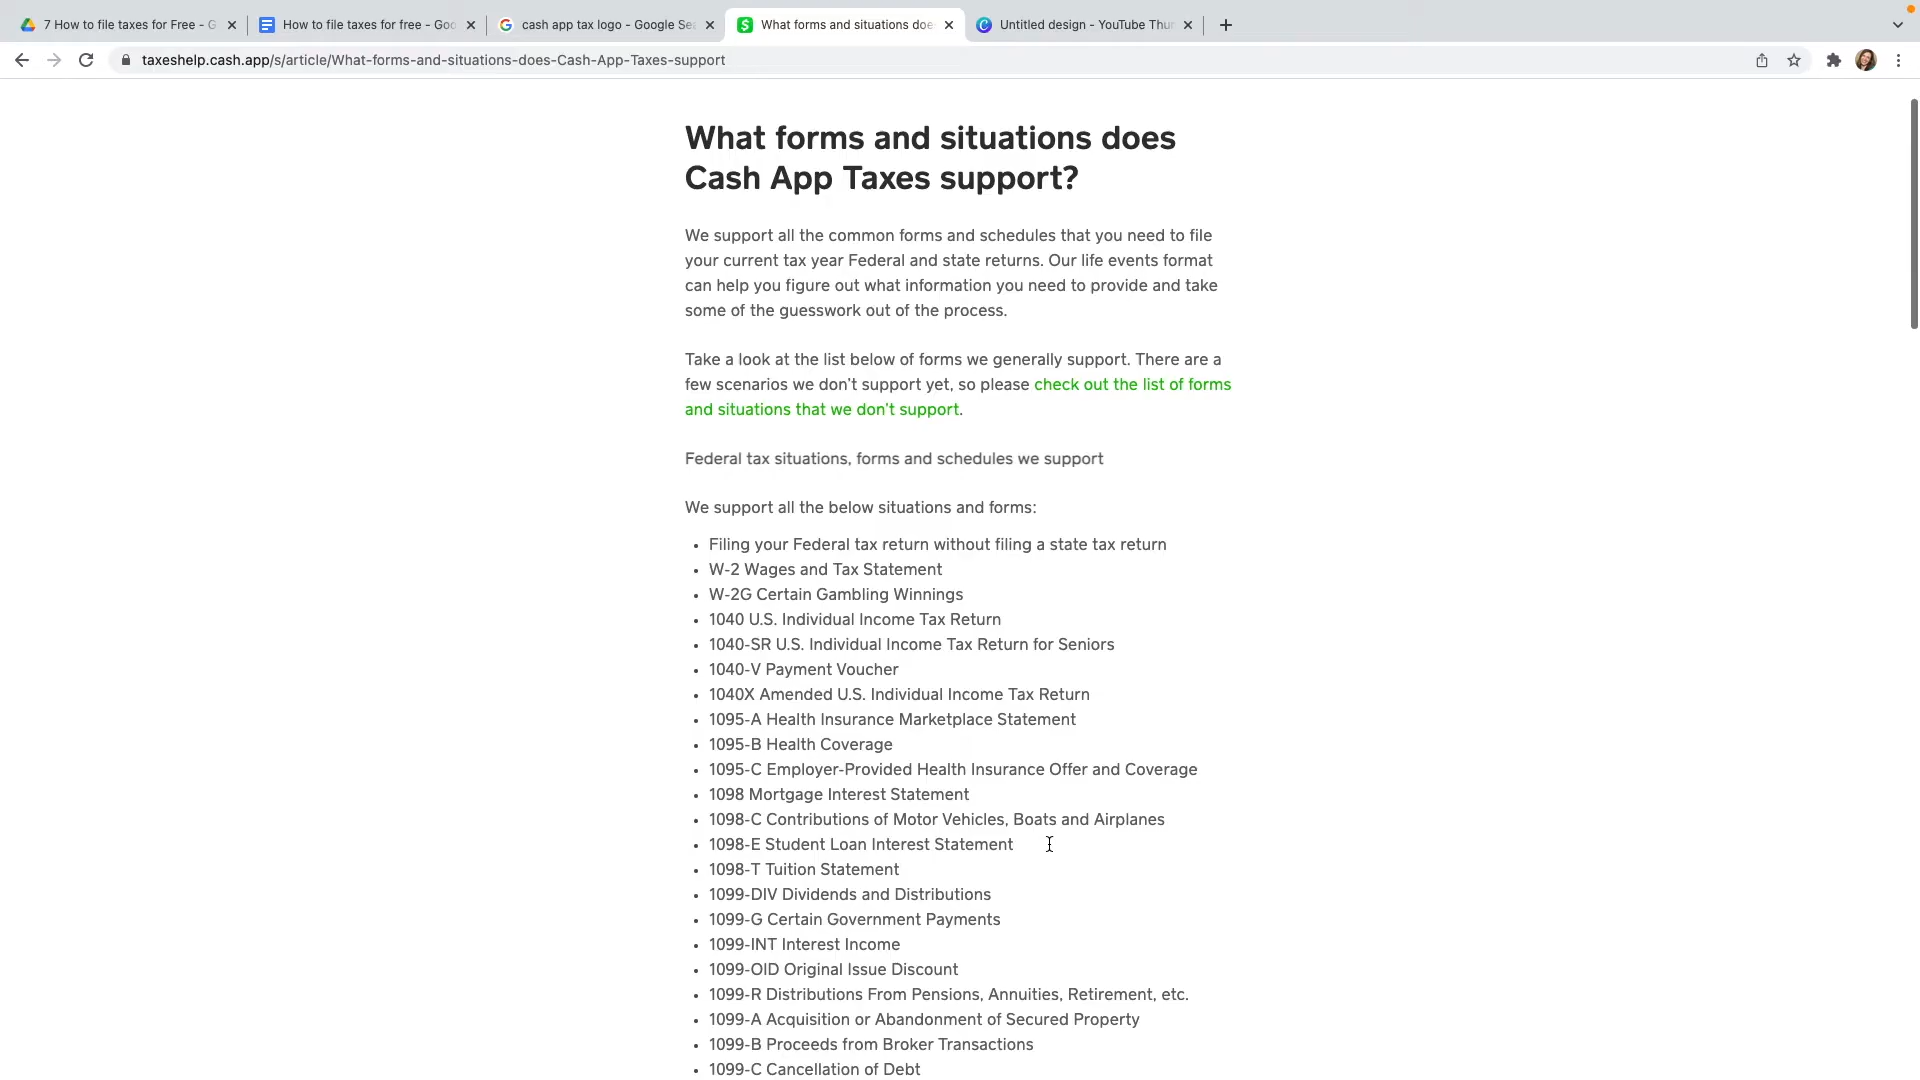 7 How to file taxes for Free - G
How to file taxes for free - Goo
cash app tax logo - Google Sea
What forms and situations doe
Untitled design - YouTube Thu
taxeshelp.cash.app/s/article/What-forms-and-situations-does-Cash-App-Taxes-support
What forms and situations does
Cash App Taxes support?
We support all the common forms and schedules that you need to file
your current tax year Federal and state returns. Our life events format
can help you figure out what information you need to provide and take
some of the guesswork out of the process.
Take a look at the list below of forms we generally support. There are a
few scenarios we don't support yet, so please check out the list of forms
and situations that we don't support.
Federal tax situations, forms and schedules we support
We support all the below situations and forms:
• Filing your Federal tax return without filing a state tax return
• W-2 Wages and Tax Statement
• W-2G Certain Gambling Winnings
• 1040 U.S. Individual Income Tax Return
• 1040-SR U.S. Individual Income Tax Return for Seniors
• 1040-V Payment Voucher
• 1040X Amended U.S. Individual Income Tax Return
• 1095-A Health Insurance Marketplace Statement
• 1095-B Health Coverage
• 1095-C Employer-Provided Health Insurance Offer and Coverage
• 1098 Mortgage Interest Statement
• 1098-C Contributions of Motor Vehicles, Boats and Airplanes
• 1098-E Student Loan Interest Statement
• 1098-T Tuition Statement
• 1099-DIV Dividends and Distributions
• 1099-G Certain Government Payments
• 1099-INT Interest Income
• 1099-OID Original Issue Discount
• 1099-R Distributions From Pensions, Annuities, Retirement, etc.
• 1099-A Acquisition or Abandonment of Secured Property
• 1099-B Proceeds from Broker Transactions
• 1099-C Cancellation of Debt